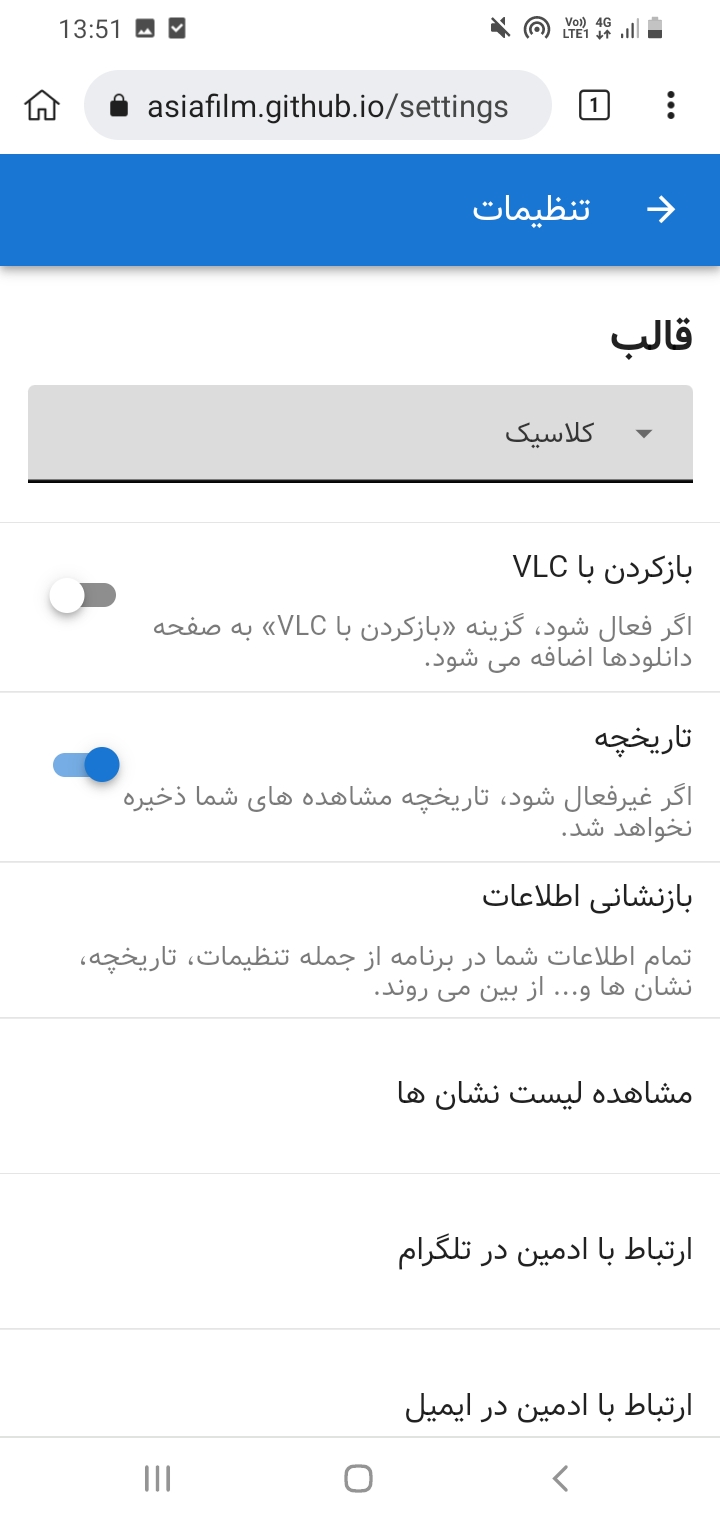 13:51
Vo)) 4G
LTE1
asiafilm.github.io/settings
1
تنظیمات
قالب
کلاسیک
بازکردن با VLC
اگر فعال شود، گزینه «بازکردن با VLC» به صفحه
دانلودها اضافه می شود.
تاریخچه
اگر غیرفعال شود، تاریخچه مشاهده های شما ذخیره
نخواهد شد.
بازنشانی اطلاعات
تمام اطلاعات شما در برنامه از جمله تنظیمات، تاریخچه،
نشان ها و... از بین می روند.
مشاهده لیست نشان ها
ارتباط با ادمین در تلگرام
ارتباط با ادمین در ایمیل